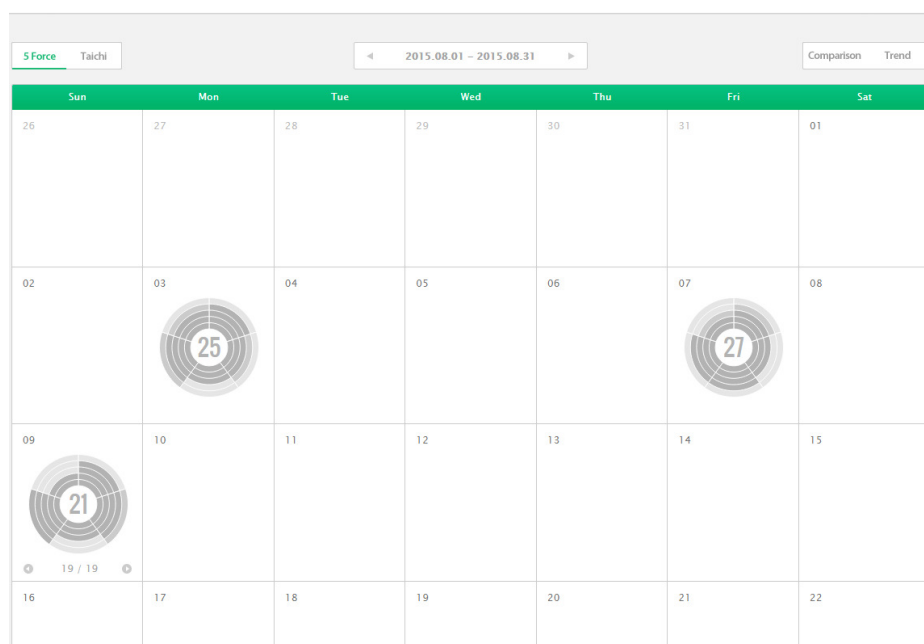 5 Force Taichi 2015.08.01 – 2015.08.31 Comparison Trend
Sun Mon Tue Wed Thu Fri Sat
26 27 28 29 30 31 01
02 03 04 05 06 07 08
25 27
09 10 11 12 13 14 15
21
19 / 19
16 17 18 19 20 21 22